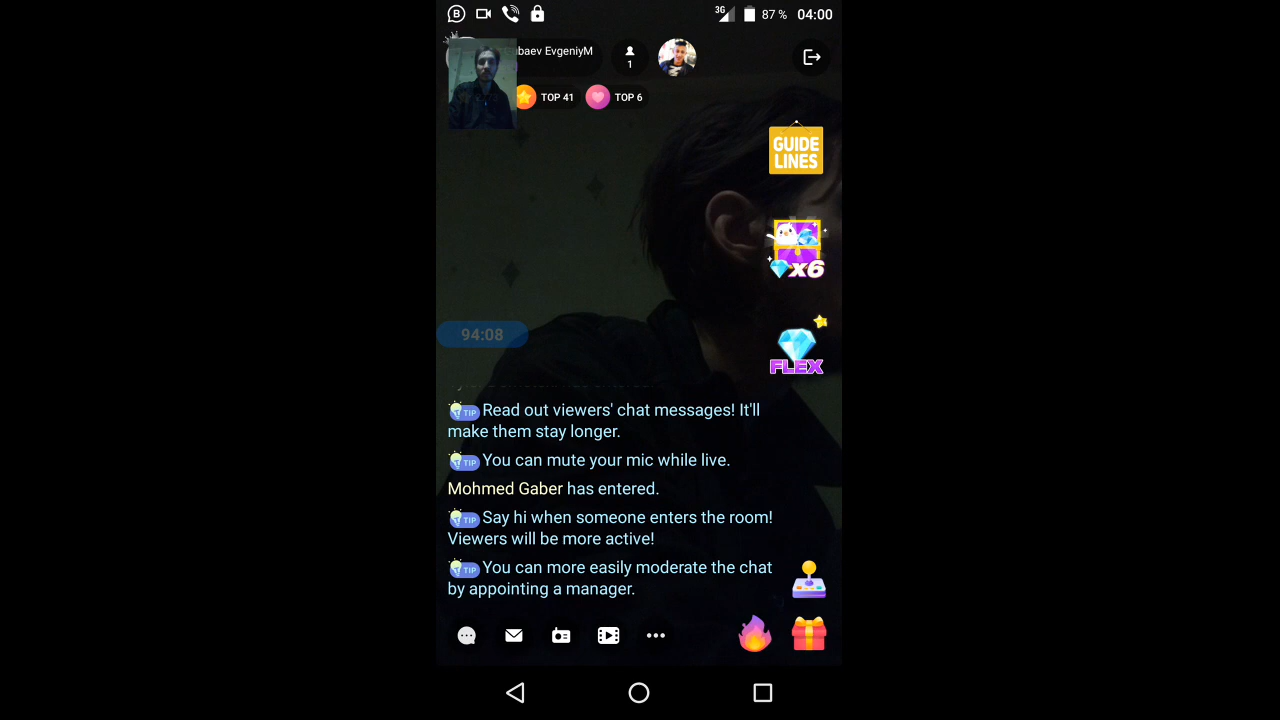 3G 87 % 04:00
baev EvgeniyM
1
TOP 41 TOP 6
GUIDE
LINES
x6
94:08
FLEX
TIP Read out viewers' chat messages! It'll
make them stay longer.
TIP You can mute your mic while live.
Mohmed Gaber has entered.
TIP Say hi when someone enters the room!
Viewers will be more active!
TIP You can more easily moderate the chat
by appointing a manager.